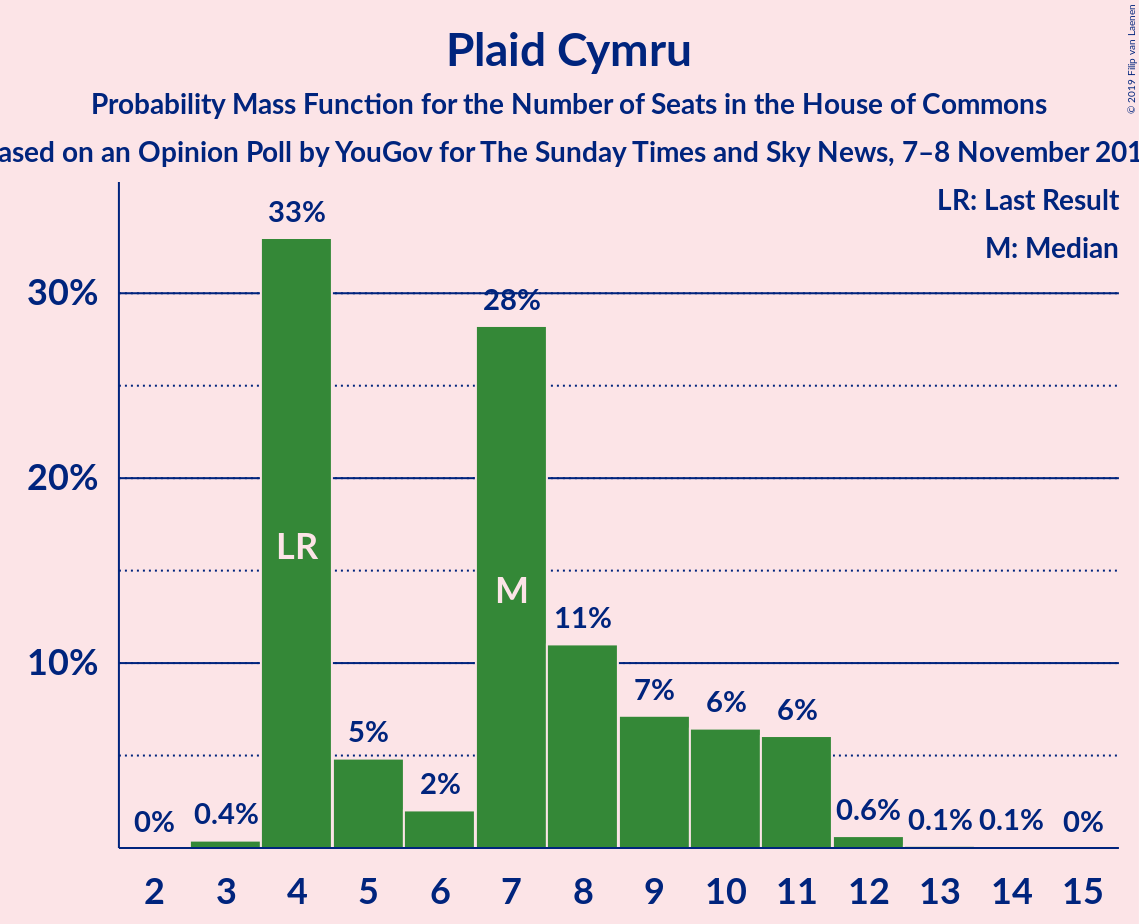 © 2019 Filip van Laenen
Plaid Cymru
Probability Mass Function for the Number of Seats in the House of Commons
ased on an Opinion Poll by YouGov for The Sunday Times and Sky News, 7–8 November 201
LR: Last Result
M: Median
33%
30%
28%
20%
LR
M
11%
10%
7%
6%
6%
5%
2%
0%
0.4%
0.6%
0.1%
0.1%
0%
2 3 4 5 6 7 8 9 10 11 12 13 14 15